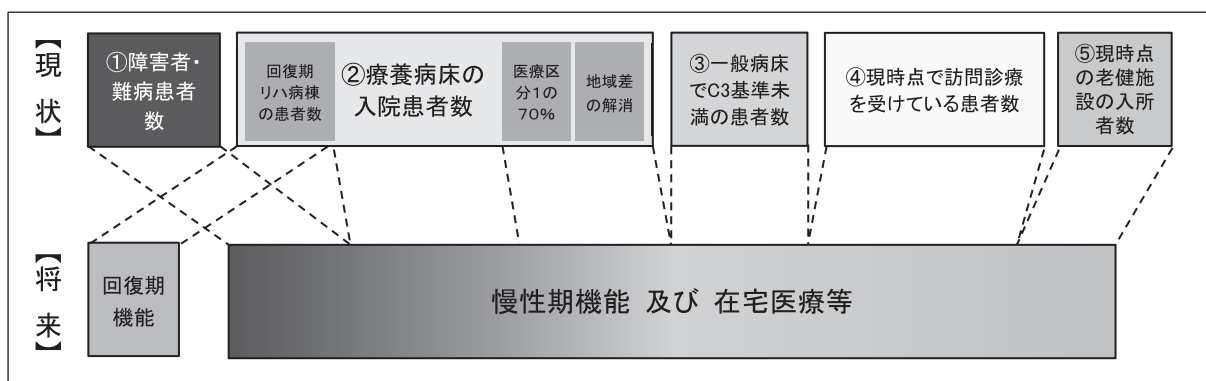 【現状】
①障害者・
難病患者
数
回復期
リハ病棟
の患者数
②療養病床の
入院患者数
医療区
分1の
70%
地域差
の解消
③一般病床
でC3基準未
満の患者数
④現時点で訪問診療
を受けている患者数
⑤現時点
の老健施
設の入所
者数
【将来】
回復期
機能
慢性期機能 及び 在宅医療等